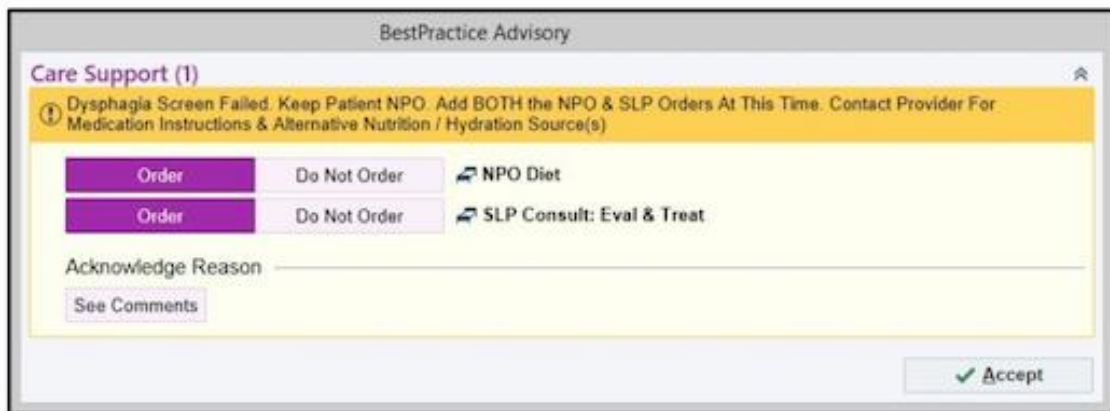 BestPractice Advisory
Care Support (1)
Dysphagia Screen Failed. Keep Patient NPO. Add BOTH the NPO & SLP Orders At This Time. Contact Provider For
Medication Instructions & Alternative Nutrition / Hydration Source(s)
Order Do Not Order NPO Diet
Order Do Not Order SLP Consult: Eval & Treat
Acknowledge Reason
See Comments
Accept